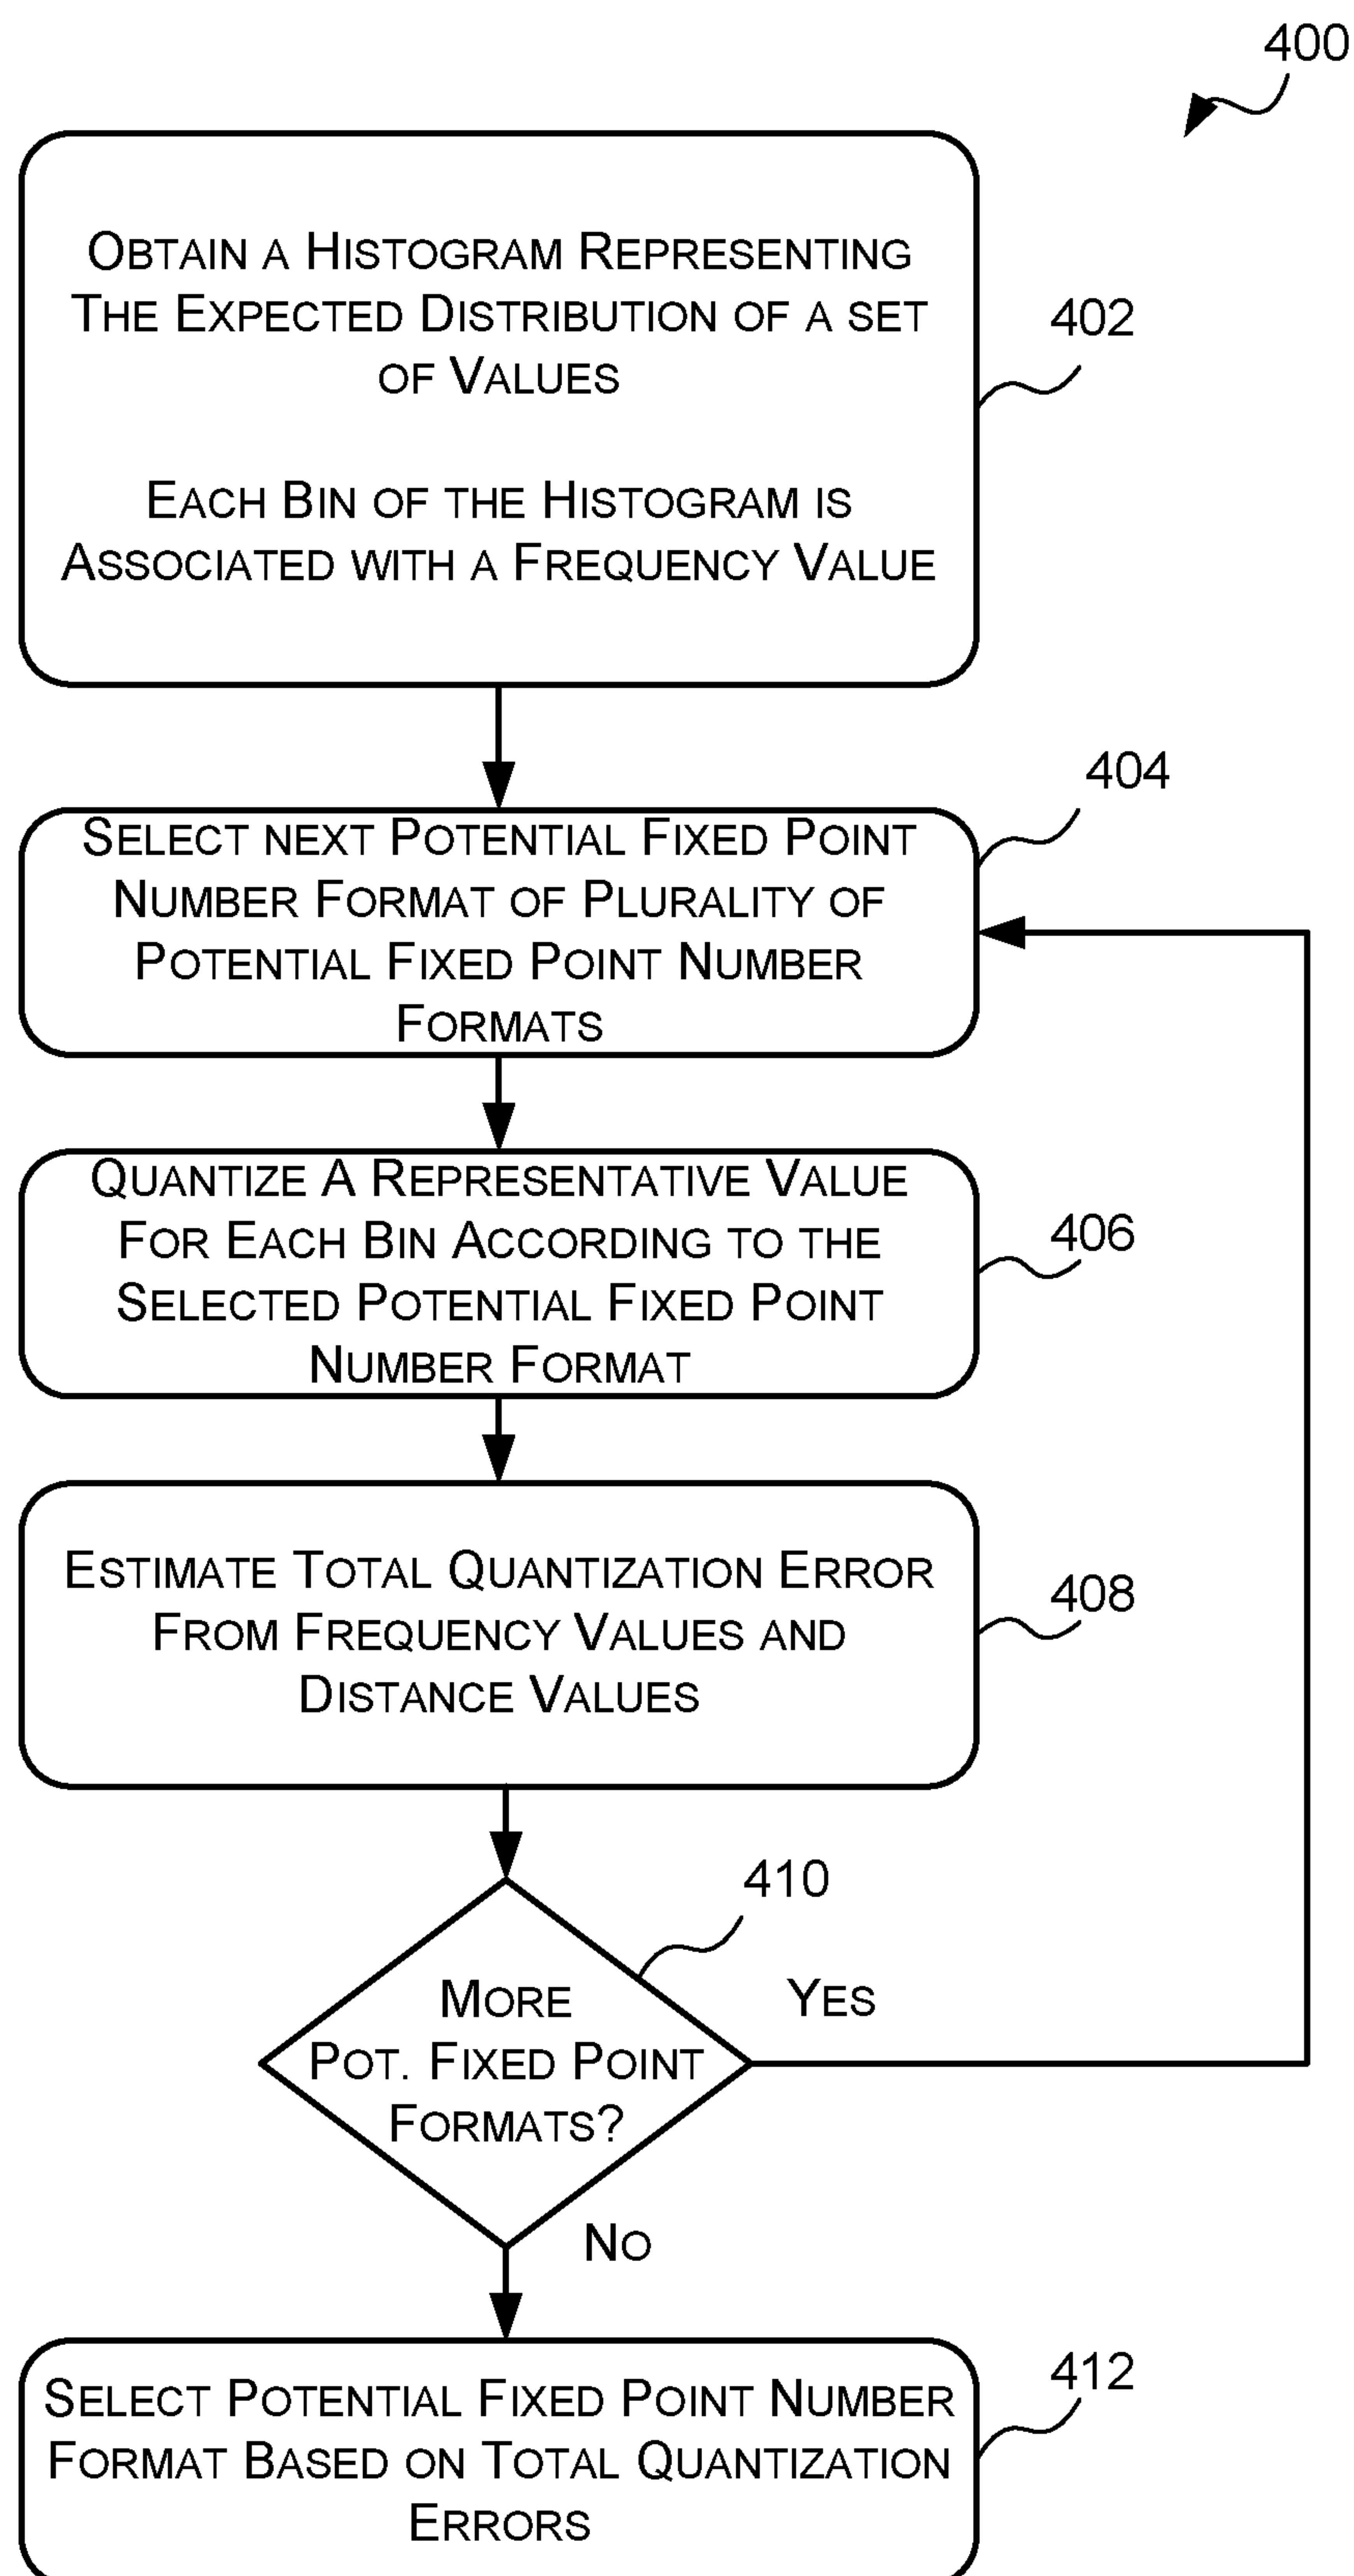 400
OBTAIN A HISTOGRAM REPRESENTING
THE EXPECTED DISTRIBUTION OF A SET
OF VALUES
EACH BIN OF THE HISTOGRAM IS
ASSOCIATED WITH A FREQUENCY VALUE
402
404
SELECT NEXT POTENTIAL FIXED POINT
NUMBER FORMAT OF PLURALITY OF
POTENTIAL FIXED POINT NUMBER
FORMATS
QUANTIZE A REPRESENTATIVE VALUE
FOR EACH BIN ACCORDING TO THE
SELECTED POTENTIAL FIXED POINT
NUMBER FORMAT
406
ESTIMATE TOTAL QUANTIZATION ERROR
FROM FREQUENCY VALUES AND
DISTANCE VALUES
408
410
MORE
POT. FIXED POINT
FORMATS?
YES
NO
SELECT POTENTIAL FIXED POINT NUMBER
FORMAT BASED ON TOTAL QUANTIZATION
ERRORS
412